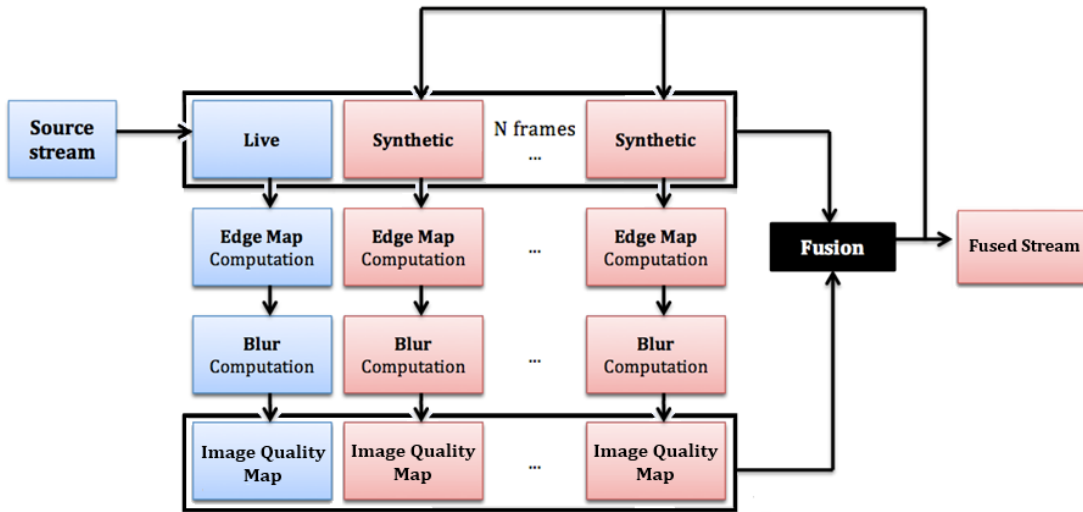 Source
stream
Live
Synthetic
N frames
...
Synthetic
Edge Map
Computation
Edge Map
Computation
...
Edge Map
Computation
Fusion
Fused Stream
Blur
Computation
Blur
Computation
...
Blur
Computation
Image Quality
Map
Image Quality
Map
...
Image Quality
Map